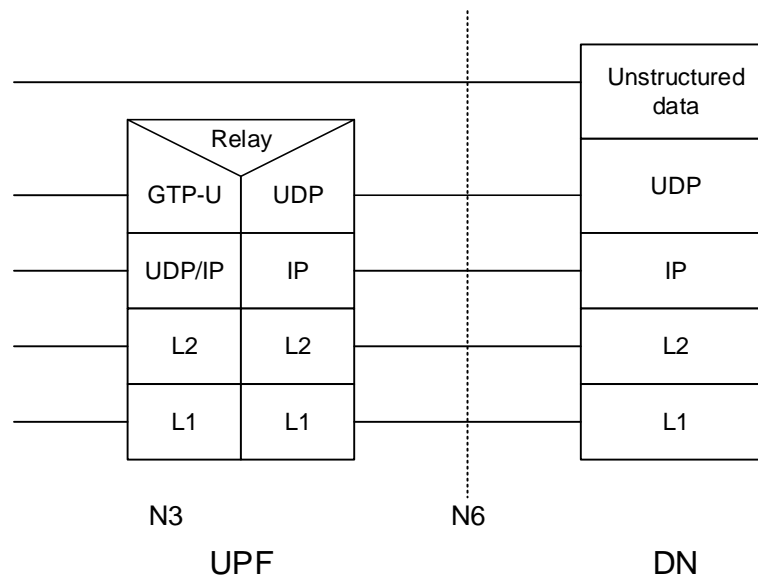 Unstructured
data
Relay
GTP-U UDP UDP
UDP/IP IP IP
L2 L2 L2
L1 L1 L1
N3 N6
UPF DN